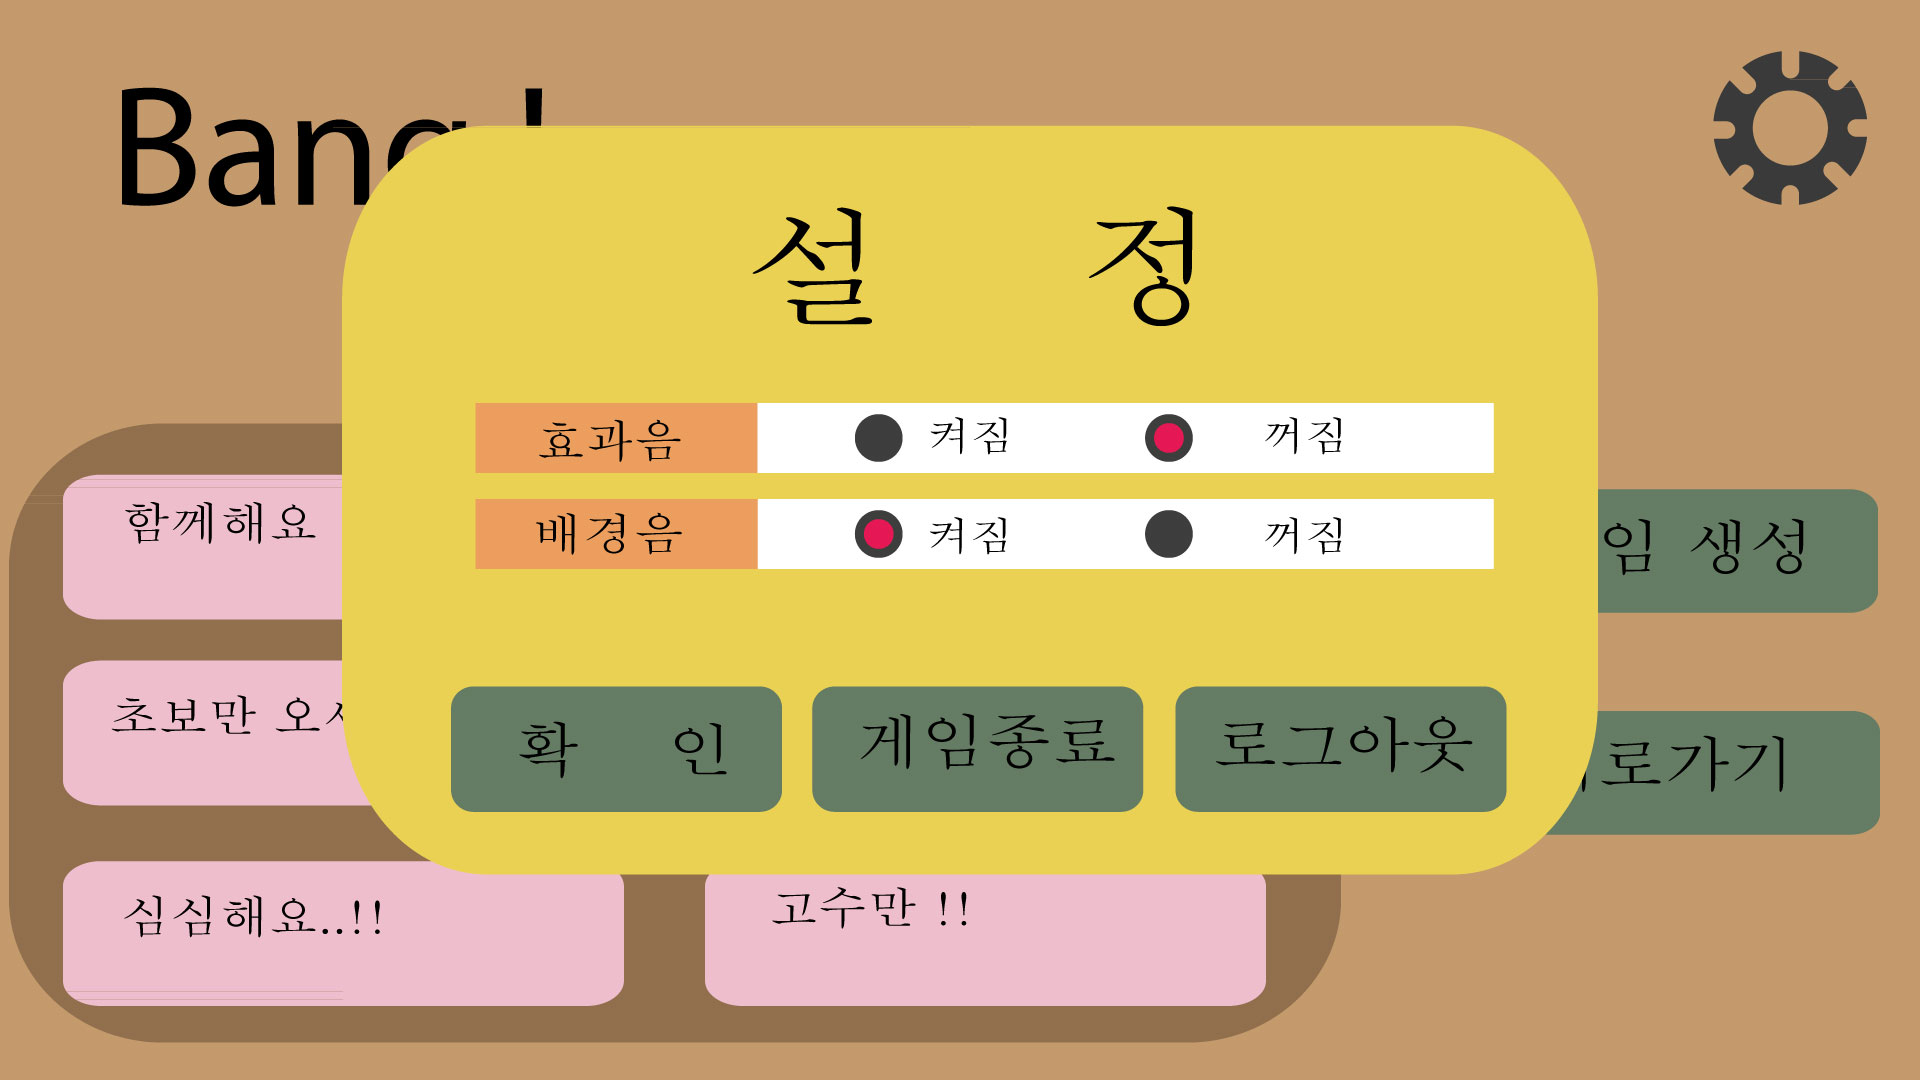 Bang !
설 정
효과음 켜짐 꺼짐
배경음 켜짐 꺼짐
확 인 게임종료 로그아웃
함께해요
초보만
심심해요..!!
고수만 !!
임 생성
로가기